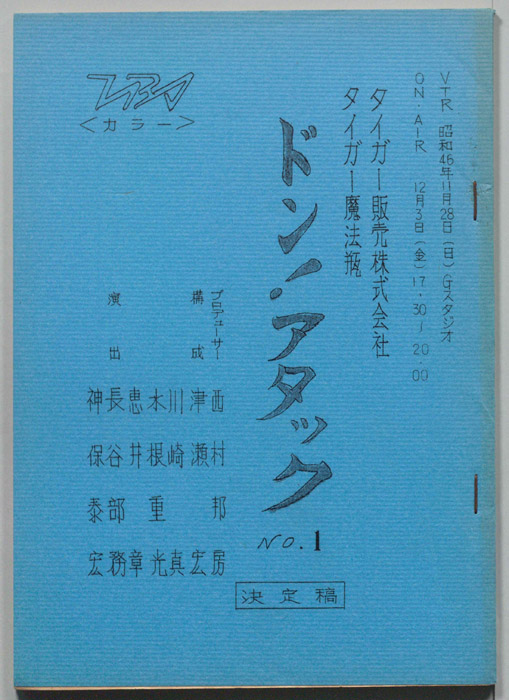 VTR 昭和46年11月28日(日)Gスタジオ
ON・AIR 12月3日(金)17・30〜20・00
タイガー販売株式会社
タイガー魔法瓶
ドン!アタック
NO.1
決定稿
プロデューサー 西村邦房
構成 津瀬宏
川崎真
木根重光
恵井章
演出 長谷部務
神保泰宏
TBS
<カラー>